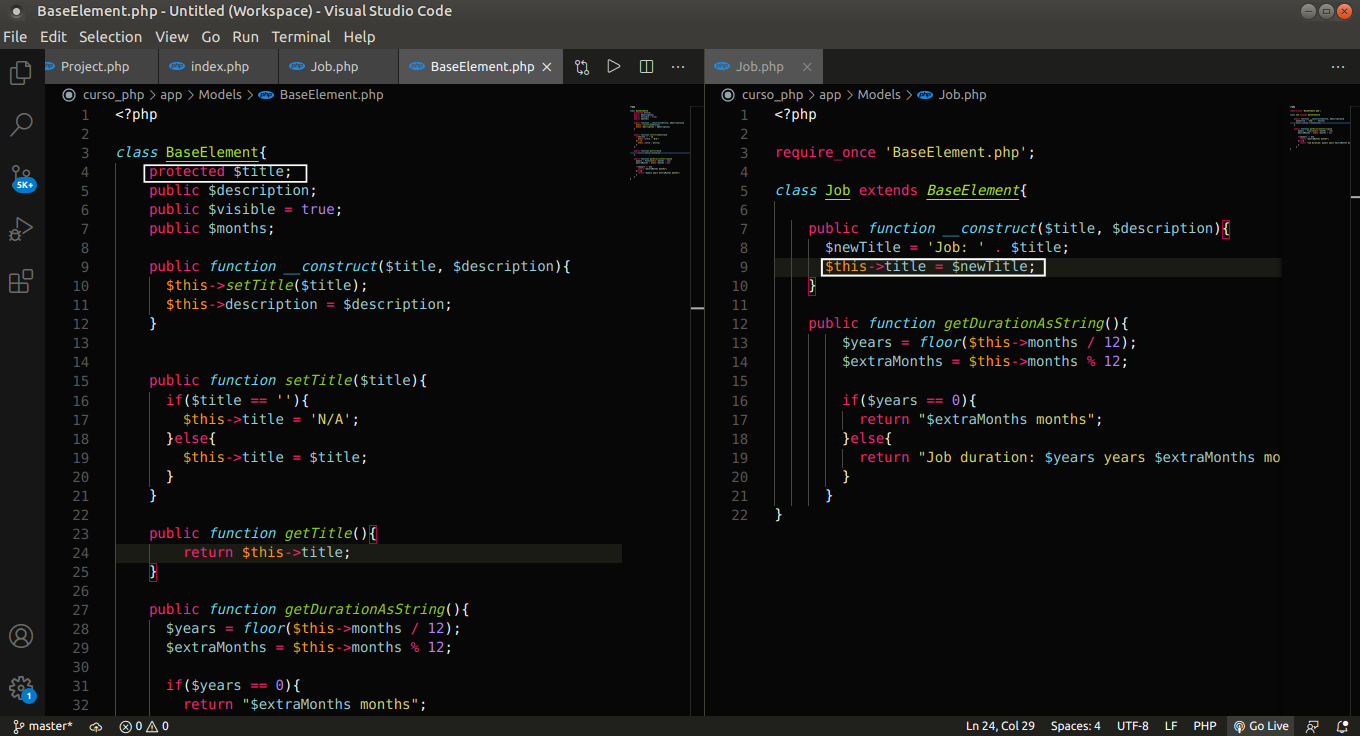 BaseElement.php - Untitled (Workspace) - Visual Studio Code
File Edit Selection View Go Run Terminal Help
Project.php index.php Job.php BaseElement.php
curso_php > app > Models > BaseElement.php
1 <?php
2
3 class BaseElement{
4 protected $title;
5 public $description;
6 public $visible = true;
7 public $months;
8
9 public function __construct($title, $description){
10 $this->setTitle($title);
11 $this->description = $description;
12 }
13
14
15 public function setTitle($title){
16 if($title == ''){
17 $this->title = 'N/A';
18 }else{
19 $this->title = $title;
20 }
21 }
22
23 public function getTitle(){
24 return $this->title;
25 }
26
27 public function getDurationAsString(){
28 $years = floor($this->months / 12);
29 $extraMonths = $this->months % 12;
30
31 if($years == 0){
32 return "$extraMonths months";
Job.php
curso_php > app > Models > Job.php
1 <?php
2
3 require_once 'BaseElement.php';
4
5 class Job extends BaseElement{
6
7 public function __construct($title, $description){
8 $newTitle = 'Job: ' . $title;
9 $this->title = $newTitle;
10 }
11
12 public function getDurationAsString(){
13 $years = floor($this->months / 12);
14 $extraMonths = $this->months % 12;
15
16 if($years == 0){
17 return "$extraMonths months";
18 }else{
19 return "Job duration: $years years $extraMonths mo
20 }
21 }
22 }
5K+
1
master* 0 0 Ln 24, Col 29 Spaces: 4 UTF-8 LF PHP Go Live